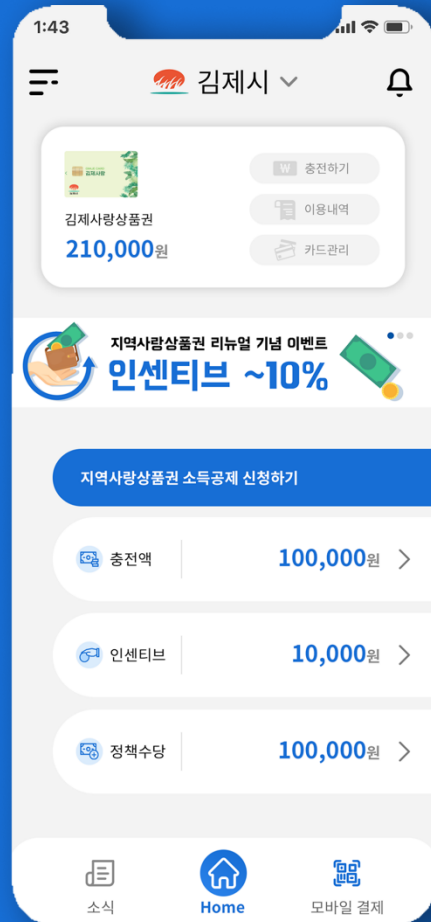 1:43
김제시
김제사랑
김제사랑상품권
210,000원
W 충전하기
이용내역
카드관리
지역사랑상품권 리뉴얼 기념 이벤트
인센티브 ~10%
지역사랑상품권 소득공제 신청하기
충전액 100,000원
인센티브 10,000원
정책수당 100,000원
소식
Home
모바일 결제